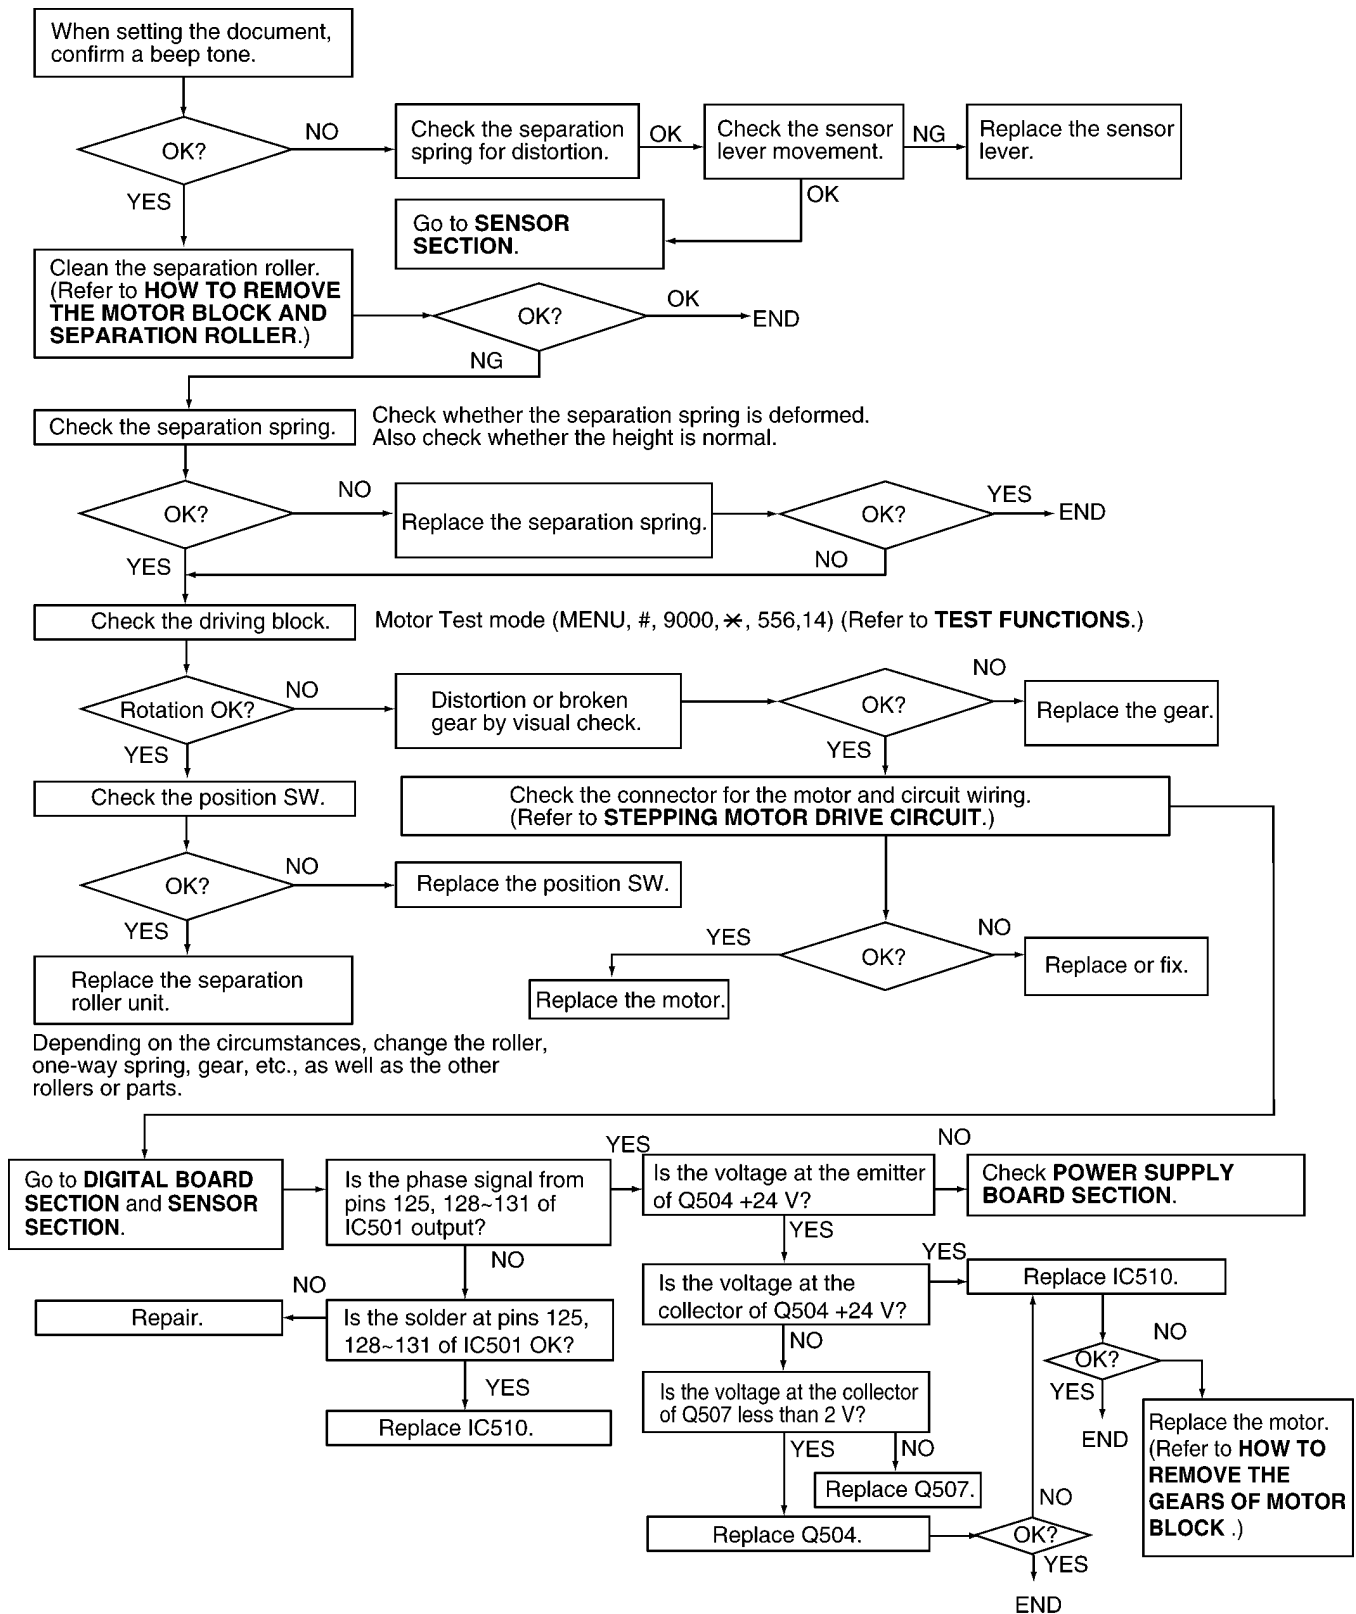 When setting the document,
confirm a beep tone.
OK?
NO
Check the separation
spring for distortion.
OK
Check the sensor
lever movement.
NG
Replace the sensor
lever.
YES
OK
Go to SENSOR
SECTION.
Clean the separation roller.
(Refer to HOW TO REMOVE
THE MOTOR BLOCK AND
SEPARATION ROLLER.)
OK?
OK
END
NG
Check the separation spring.
Check whether the separation spring is deformed.
Also check whether the height is normal.
OK?
NO
Replace the separation spring.
OK?
YES
END
YES
NO
Check the driving block.
Motor Test mode (MENU, #, 9000, ✶, 556,14) (Refer to TEST FUNCTIONS.)
Rotation OK?
NO
Distortion or broken
gear by visual check.
OK?
NO
Replace the gear.
YES
YES
Check the position SW.
Check the connector for the motor and circuit wiring.
(Refer to STEPPING MOTOR DRIVE CIRCUIT.)
OK?
NO
Replace the position SW.
YES
YES
OK?
NO
Replace or fix.
Replace the separation
roller unit.
Replace the motor.
Depending on the circumstances, change the roller,
one-way spring, gear, etc., as well as the other
rollers or parts.
Go to DIGITAL BOARD
SECTION and SENSOR
SECTION.
Is the phase signal from
pins 125, 128~131 of
IC501 output?
YES
Is the voltage at the emitter
of Q504 +24 V?
NO
Check POWER SUPPLY
BOARD SECTION.
NO
YES
Repair.
NO
Is the solder at pins 125,
128~131 of IC501 OK?
Is the voltage at the
collector of Q504 +24 V?
YES
Replace IC510.
YES
NO
OK?
NO
YES
END
Replace IC510.
Is the voltage at the collector
of Q507 less than 2 V?
Replace the motor.
(Refer to HOW TO
REMOVE THE
GEARS OF MOTOR
BLOCK .)
YES
NO
Replace Q507.
NO
Replace Q504.
OK?
YES
END